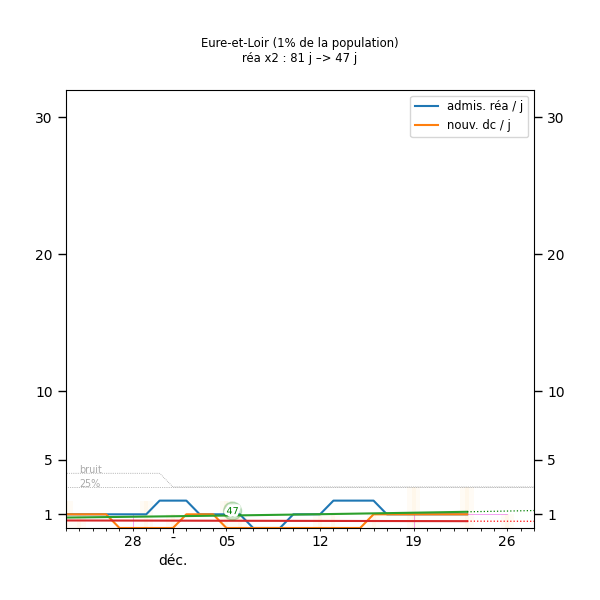 Eure-et-Loir (1% de la population)
réa x2 : 81 j –> 47 j
admis. réa / j
nouv. dc / j
30 30
20 20
10 10
5 5
bruit
25%
47
1 1
28 - 05 12 19 26
déc.